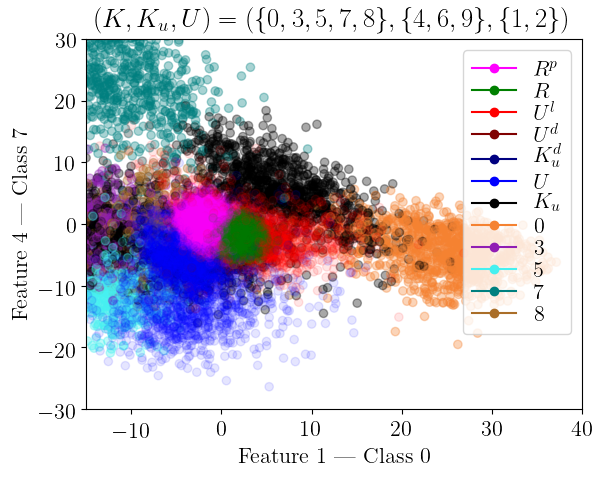 (K, K_u, U) = ({0, 3, 5, 7, 8}, {4, 6, 9}, {1, 2})
30
20
10
0
−10
−20
−30
Feature 4 — Class 7
−10
0
10
20
30
40
Feature 1 — Class 0
R^p
R
U^l
U^d
K_u^d
U
K_u
0
3
5
7
8